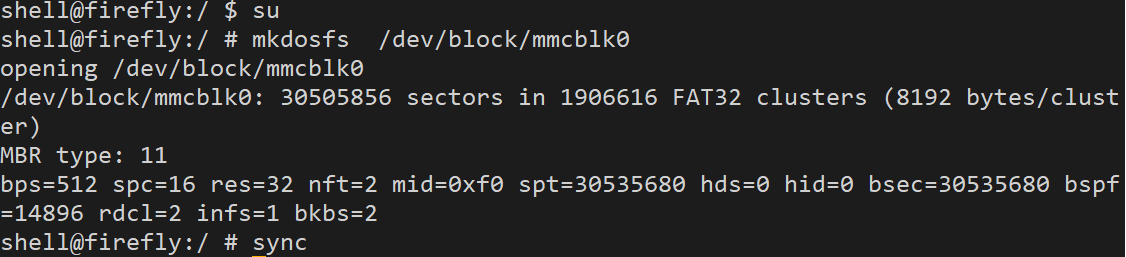 shell@firefly:/ $ su
shell@firefly:/ # mkdosfs  /dev/block/mmcblk0
opening /dev/block/mmcblk0
/dev/block/mmcblk0: 30505856 sectors in 1906616 FAT32 clusters (8192 bytes/clust
er)
MBR type: 11
bps=512 spc=16 res=32 nft=2 mid=0xf0 spt=30535680 hds=0 hid=0 bsec=30535680 bspf
=14896 rdcl=2 infs=1 bkbs=2
shell@firefly:/ # sync